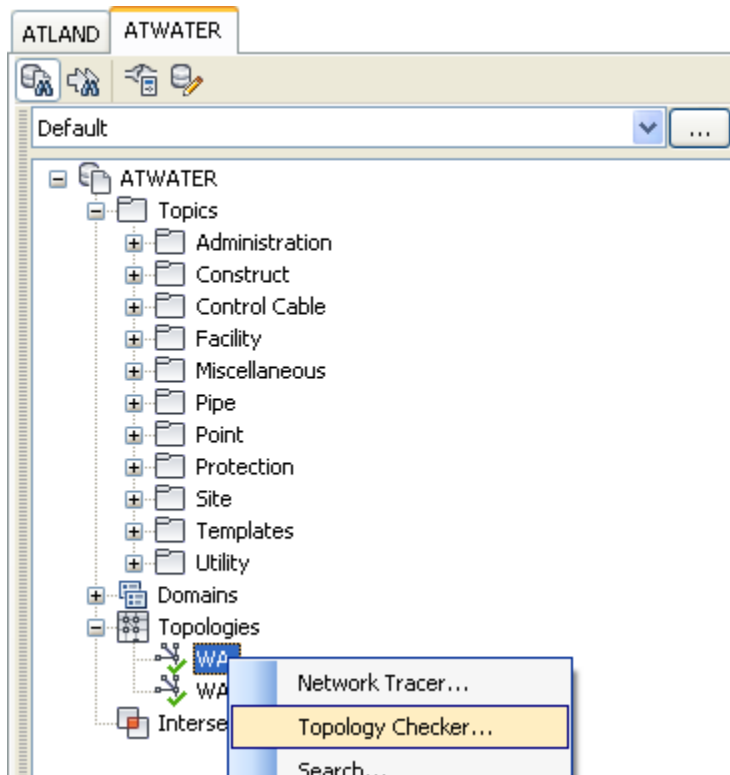 ATLAND ATWATER
Default ...
ATWATER
Topics
Administration
Construct
Control Cable
Facility
Miscellaneous
Pipe
Point
Protection
Site
Templates
Utility
Domains
Topologies
WA
Network Tracer...
WA
Interse
Topology Checker...
Search...